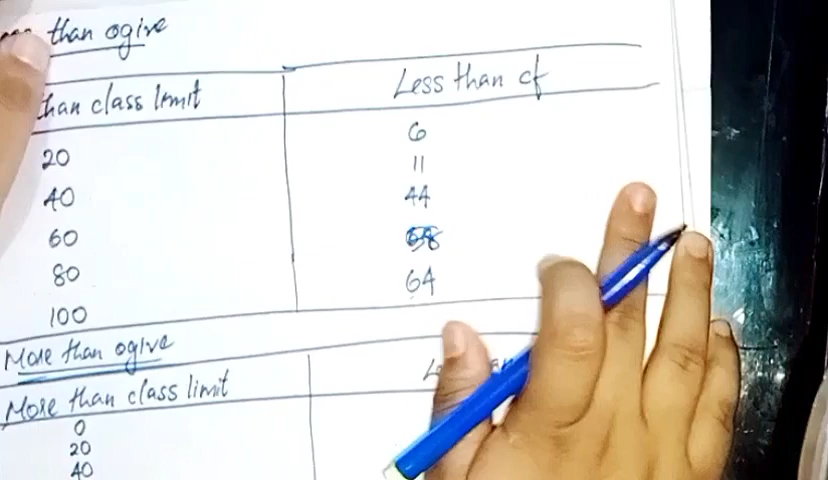 than ogive
than class limit Less than cf
20 6
40 11
60 44
80
100 64
More than ogive
More than class limit
0
20
40